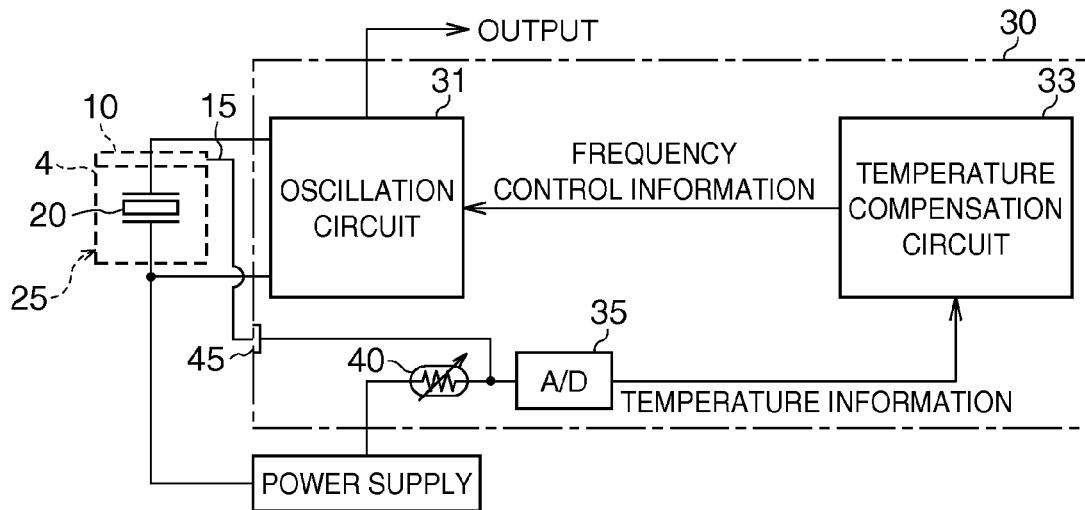 OUTPUT
30
31
33
10
15
4
20
25
OSCILLATION
CIRCUIT
FREQUENCY
CONTROL INFORMATION
TEMPERATURE
COMPENSATION
CIRCUIT
45
40
35
A/D
TEMPERATURE INFORMATION
POWER SUPPLY